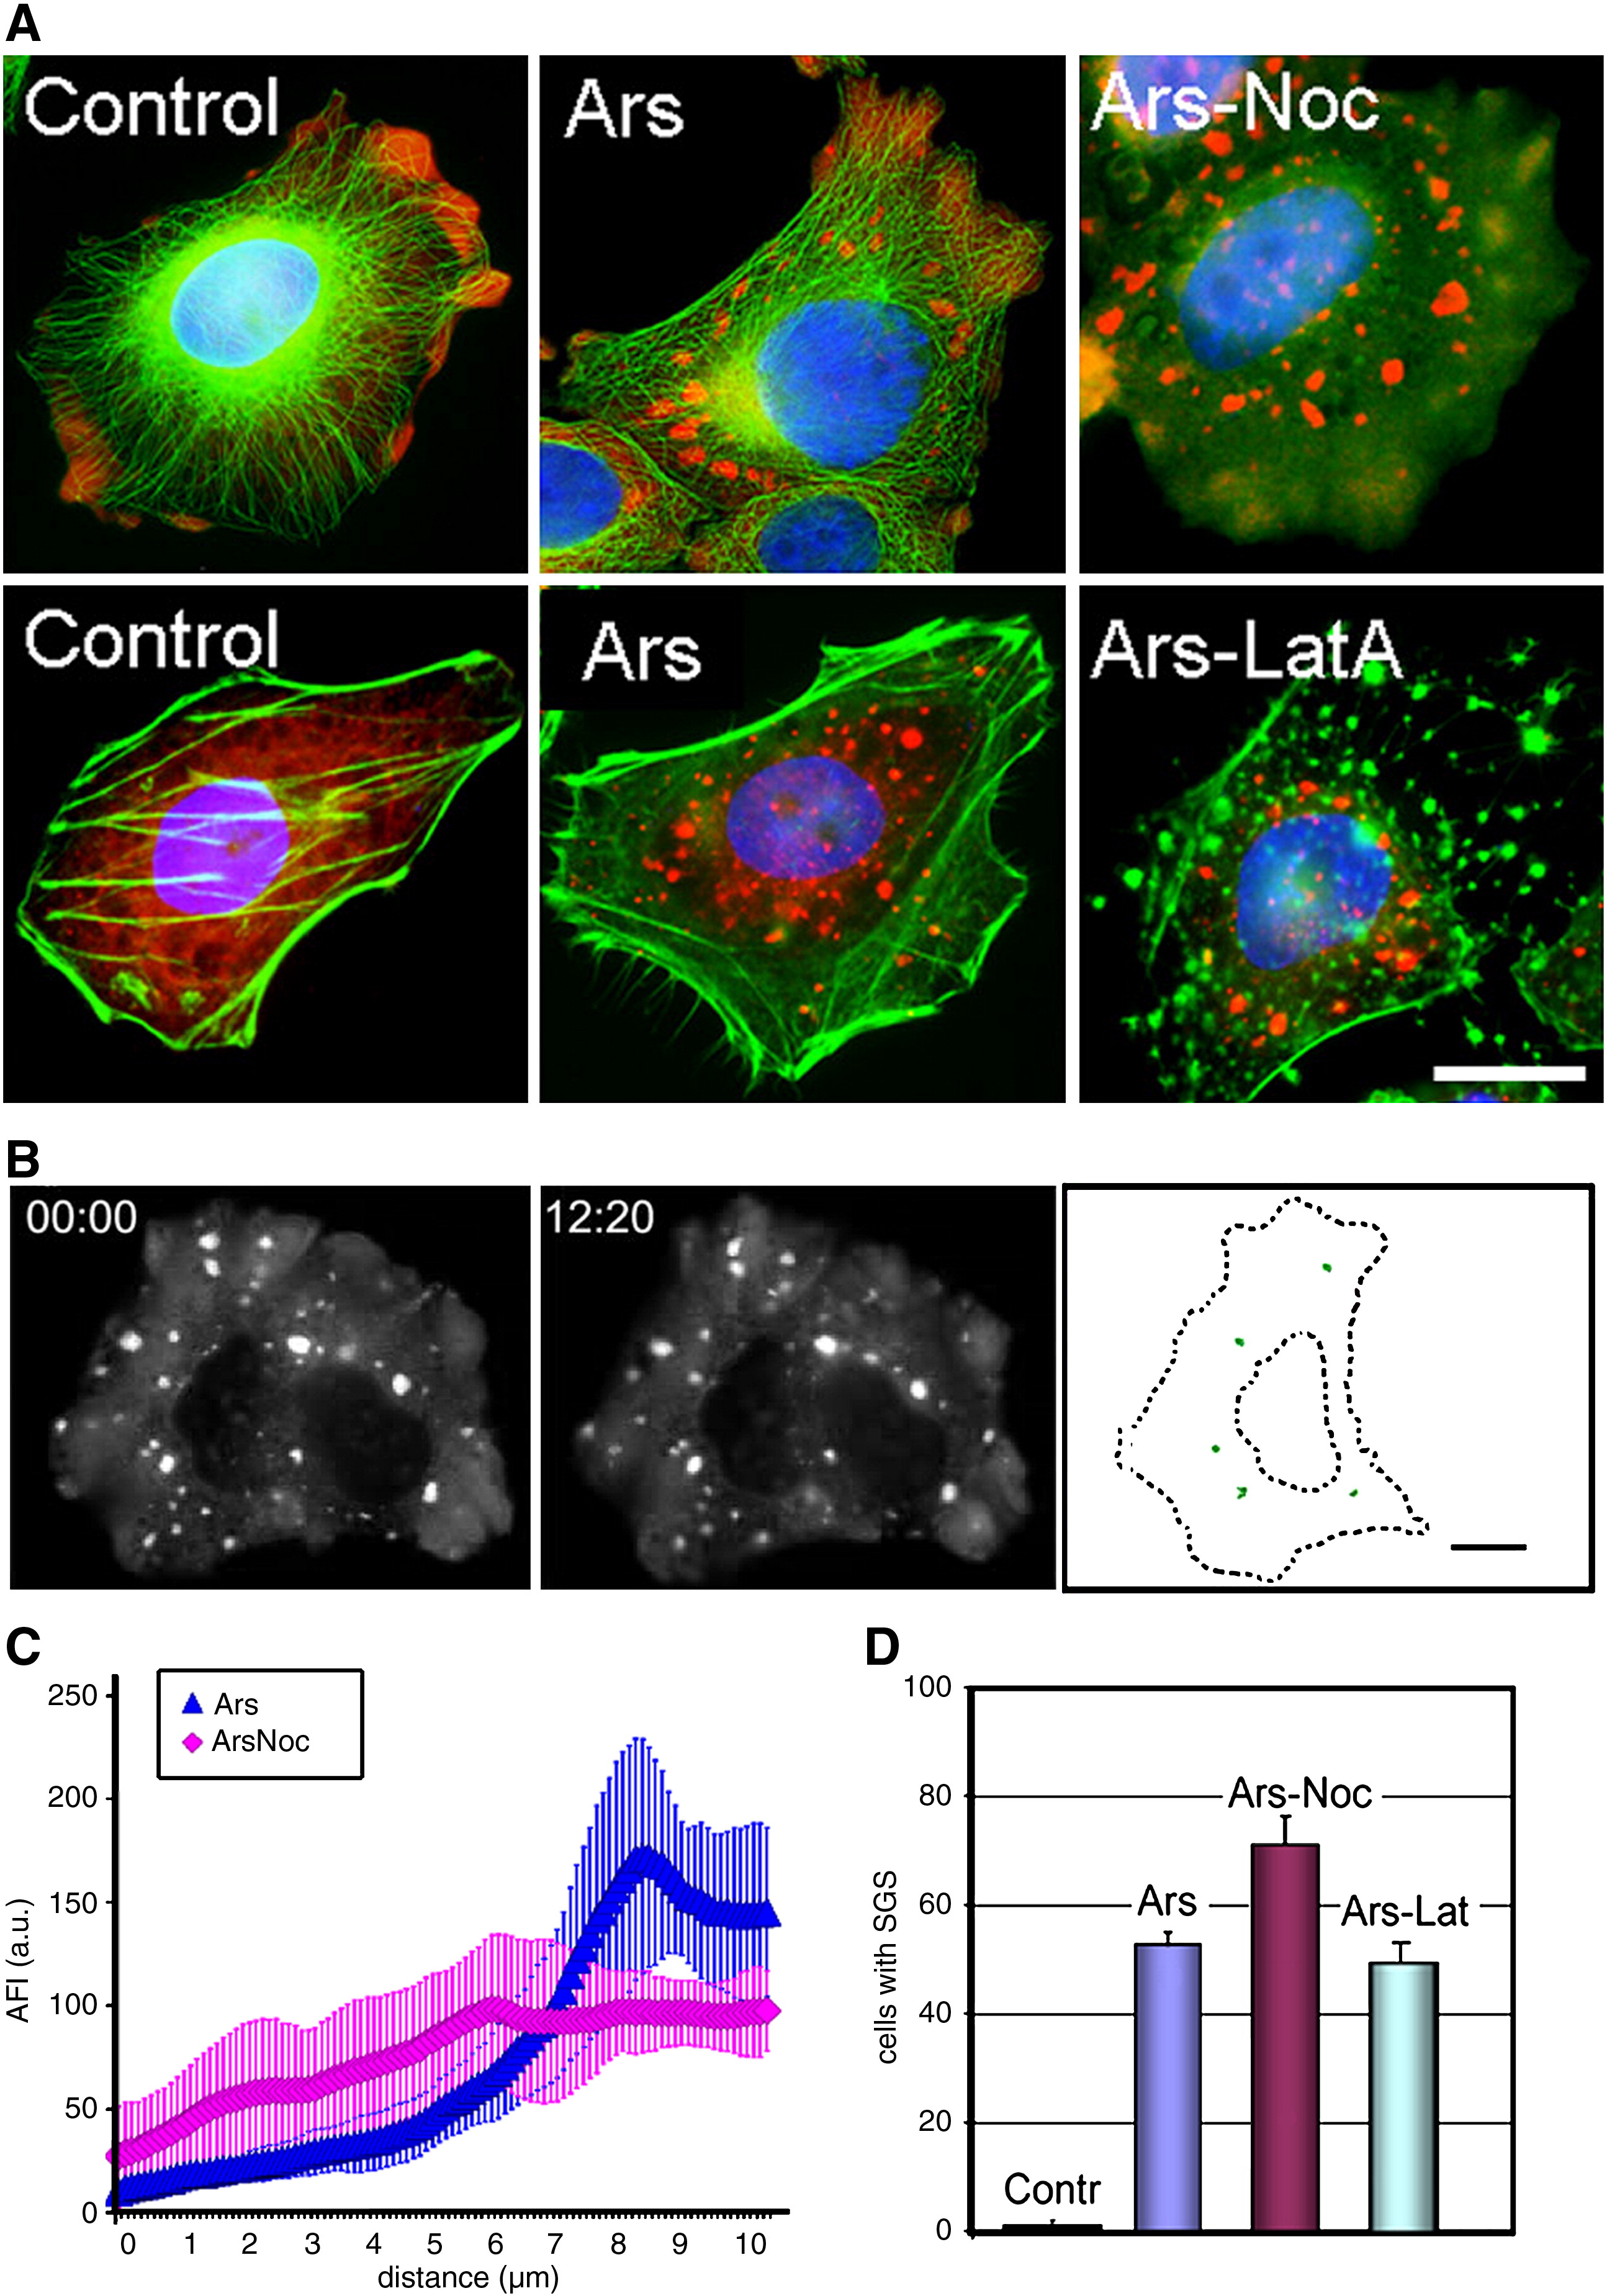 A
Control
Ars
Ars-Noc
Control
Ars
Ars-LatA
B
00:00
12:20
C
250
200
150
100
50
0
AFI (a.u.)
Ars
ArsNoc
0 1 2 3 4 5 6 7 8 9 10
distance (µm)
D
100
80
60
40
20
0
cells with SGS
Ars-Noc
Ars
Ars-Lat
Contr